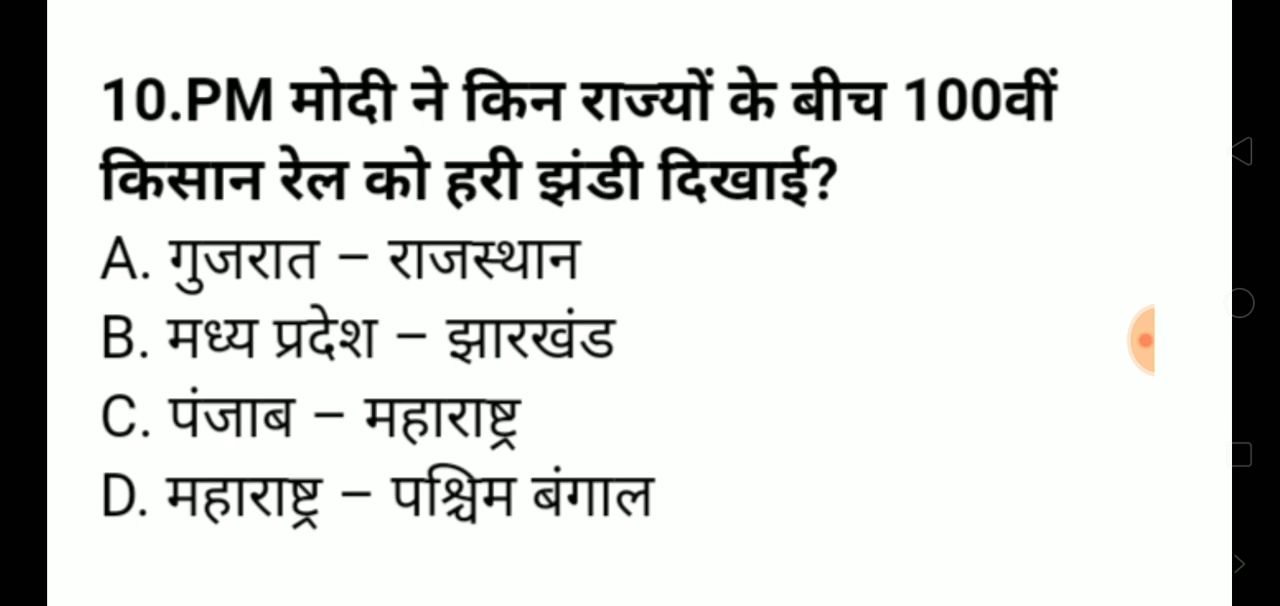 10.PM मोदी ने किन राज्यों के बीच 100वीं
किसान रेल को हरी झंडी दिखाई?
A. गुजरात – राजस्थान
B. मध्य प्रदेश – झारखंड
C. पंजाब – महाराष्ट्र
D. महाराष्ट्र – पश्चिम बंगाल